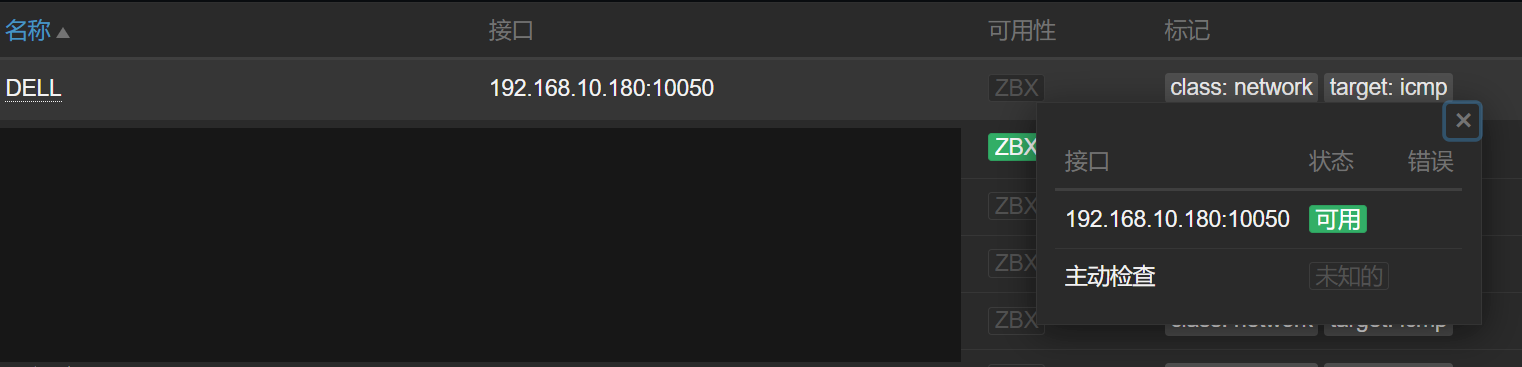 名称 ▲ 接口 可用性 标记
DELL 192.168.10.180:10050 ZBX class: network target: icmp
ZBX
ZBX
ZBX
ZBX class: network target: icmp
接口 状态 错误
192.168.10.180:10050 可用
主动检查 未知的